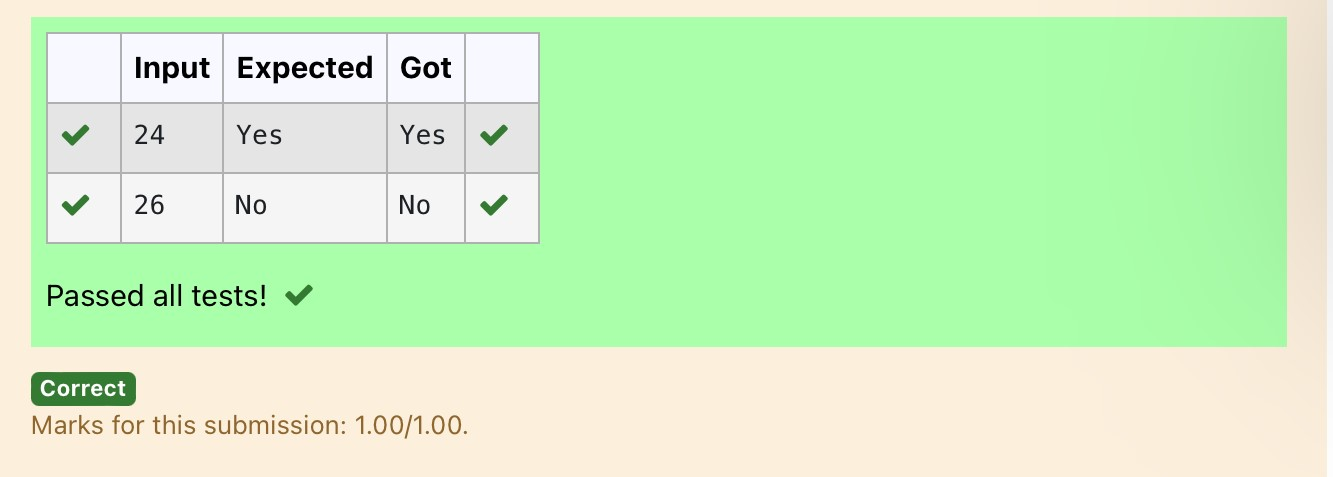 Input Expected Got
24 Yes Yes
26 No No
Passed all tests!
Correct
Marks for this submission: 1.00/1.00.